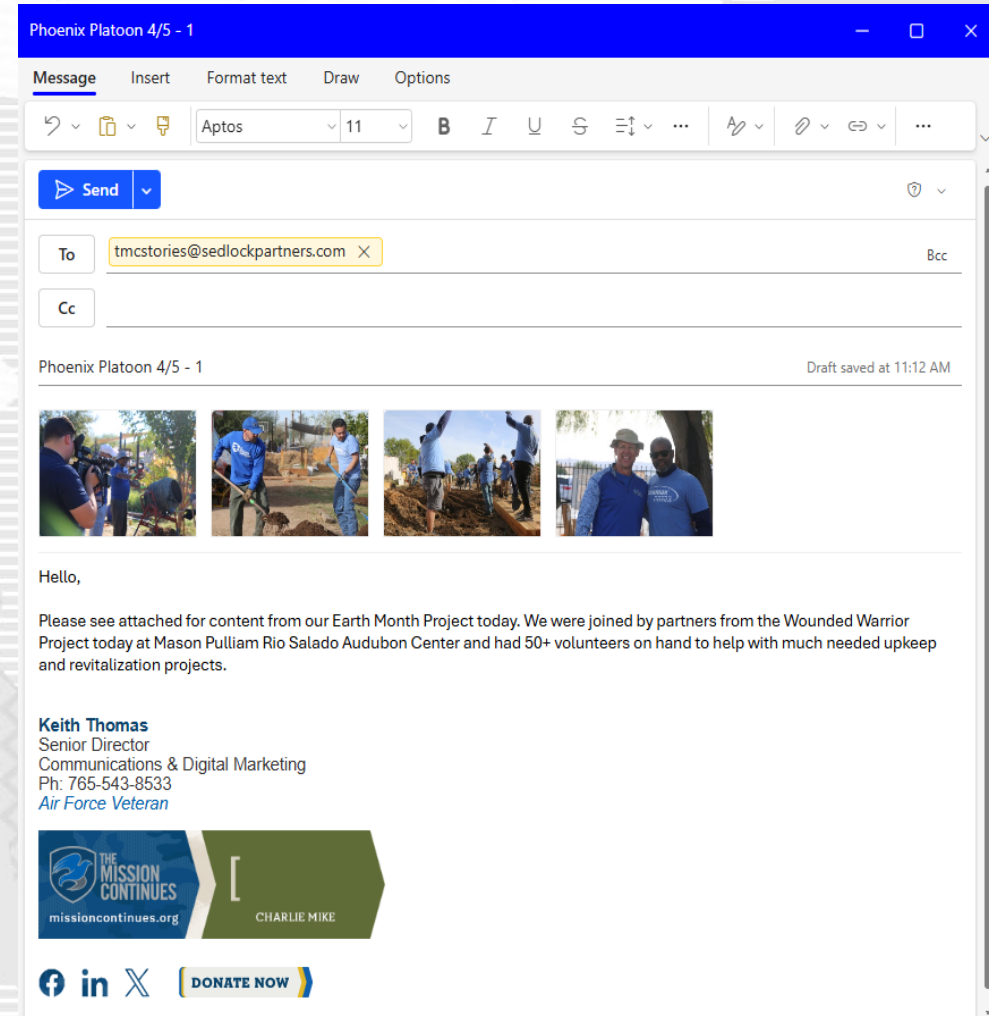 Phoenix Platoon 4/5 - 1
Message Insert Format text Draw Options
Aptos 11 B I U S
Send
To tmcstories@sedlockpartners.com Bcc
Cc
Phoenix Platoon 4/5 - 1 Draft saved at 11:12 AM
Hello,
Please see attached for content from our Earth Month Project today. We were joined by partners from the Wounded Warrior
Project today at Mason Pulliam Rio Salado Audubon Center and had 50+ volunteers on hand to help with much needed upkeep
and revitalization projects.
Keith Thomas
Senior Director
Communications & Digital Marketing
Ph: 765-543-8533
Air Force Veteran
THE
MISSION
CONTINUES
missioncontinues.org
[
CHARLIE MIKE
DONATE NOW